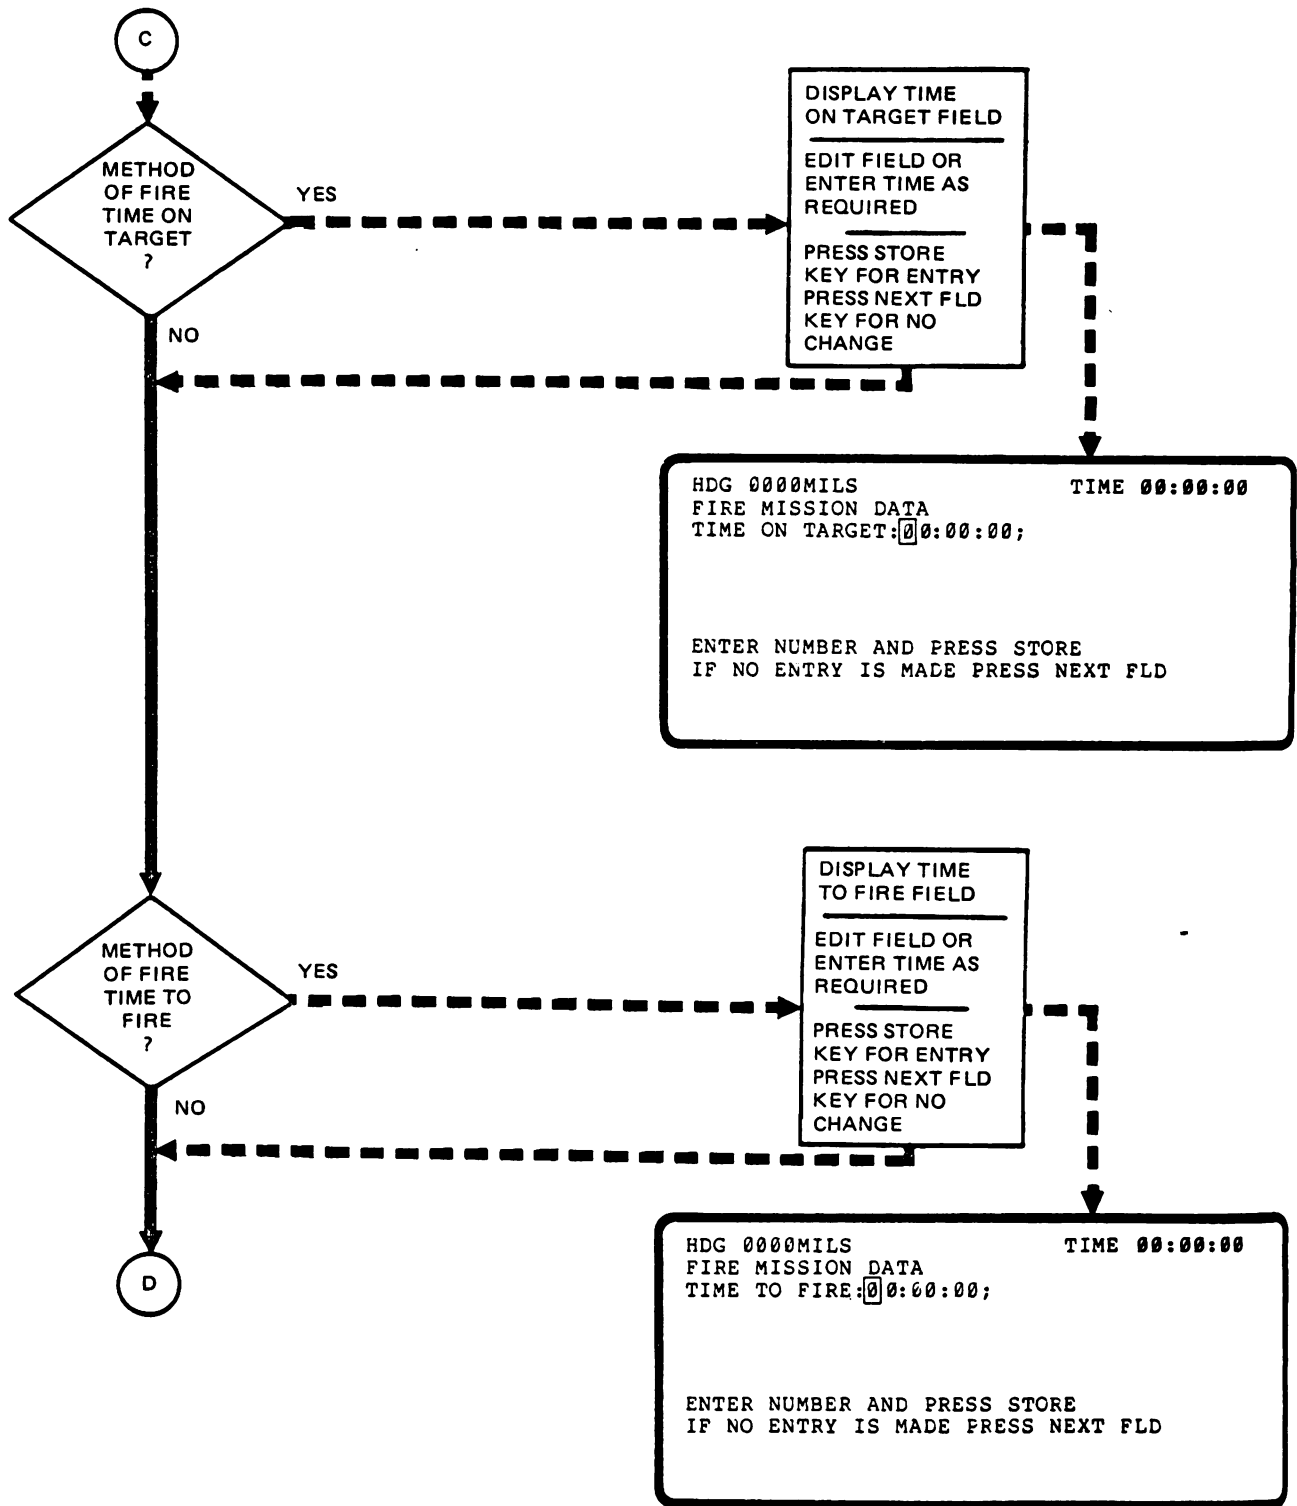 C
METHOD
OF FIRE
TIME ON
TARGET
?
YES
NO
DISPLAY TIME
ON TARGET FIELD
EDIT FIELD OR
ENTER TIME AS
REQUIRED
PRESS STORE
KEY FOR ENTRY
PRESS NEXT FLD
KEY FOR NO
CHANGE
HDG 0000MILS TIME 00:00:00
FIRE MISSION DATA
TIME ON TARGET:00:00:00;
ENTER NUMBER AND PRESS STORE
IF NO ENTRY IS MADE PRESS NEXT FLD
METHOD
OF FIRE
TIME TO
FIRE
?
YES
NO
DISPLAY TIME
TO FIRE FIELD
EDIT FIELD OR
ENTER TIME AS
REQUIRED
PRESS STORE
KEY FOR ENTRY
PRESS NEXT FLD
KEY FOR NO
CHANGE
HDG 0000MILS TIME 00:00:00
FIRE MISSION DATA
TIME TO FIRE:00:00:00;
ENTER NUMBER AND PRESS STORE
IF NO ENTRY IS MADE PRESS NEXT FLD
D